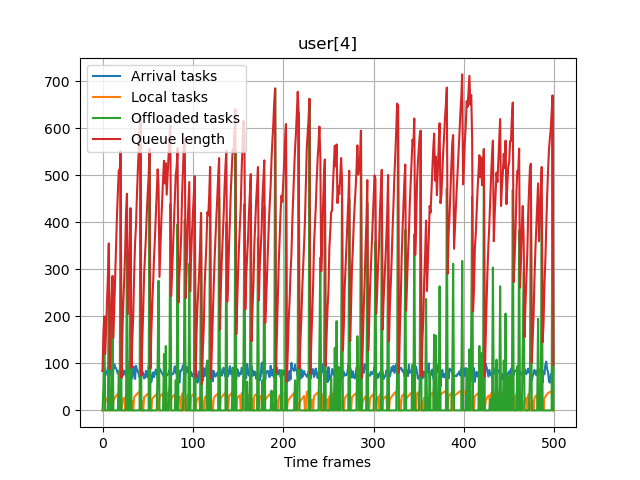 user[4]
Arrival tasks
Local tasks
Offloaded tasks
Queue length
700
600
500
400
300
200
100
0
0 100 200 300 400 500
Time frames